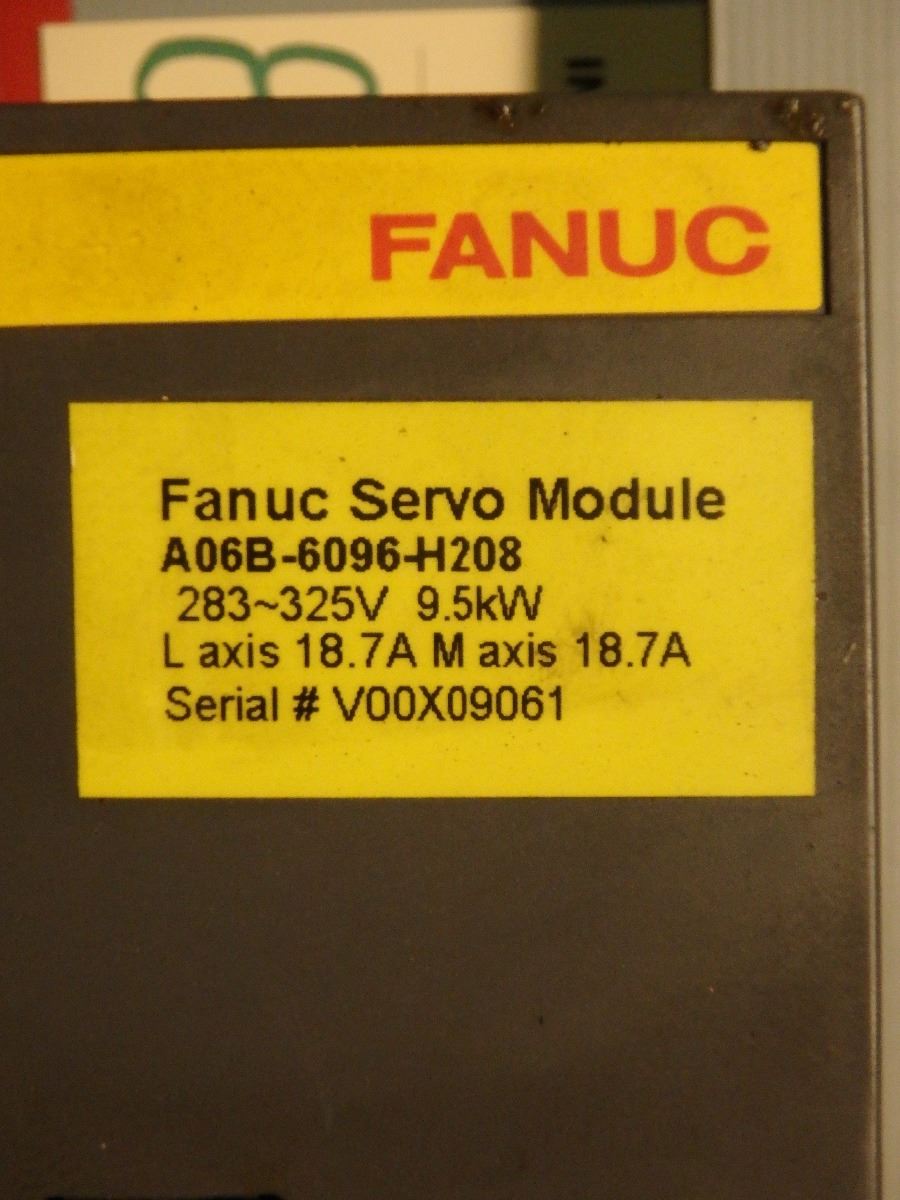 FANUC
Fanuc Servo Module
A06B-6096-H208
283~325V 9.5kW
L axis 18.7A M axis 18.7A
Serial # V00X09061